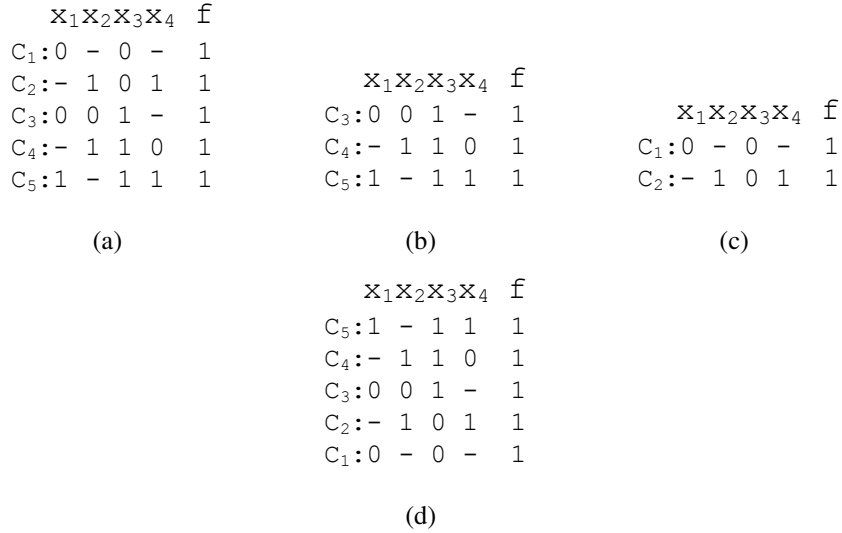 x₁x₂x₃x₄ f
C₁:0 - 0 - 1
C₂:- 1 0 1 1
C₃:0 0 1 - 1
C₄:- 1 1 0 1
C₅:1 - 1 1 1
(a)
x₁x₂x₃x₄ f
C₃:0 0 1 - 1
C₄:- 1 1 0 1
C₅:1 - 1 1 1
(b)
x₁x₂x₃x₄ f
C₁:0 - 0 - 1
C₂:- 1 0 1 1
(c)
x₁x₂x₃x₄ f
C₅:1 - 1 1 1
C₄:- 1 1 0 1
C₃:0 0 1 - 1
C₂:- 1 0 1 1
C₁:0 - 0 - 1
(d)